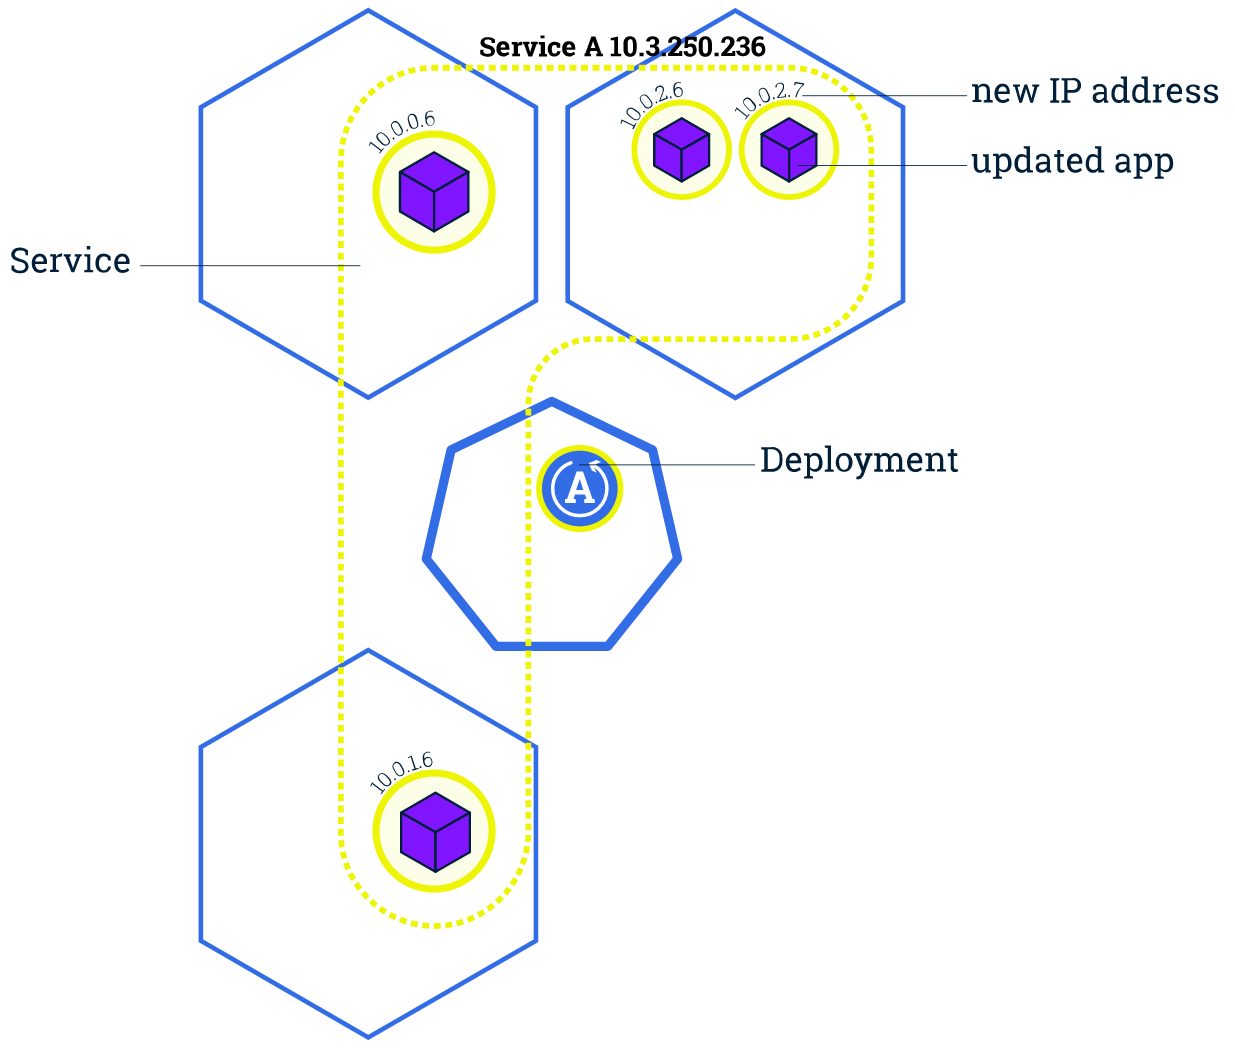 Service A 10.3.250.236
10.0.0.6
10.0.2.6
10.0.2.7
new IP address
updated app
Service
Deployment
A
10.0.1.6